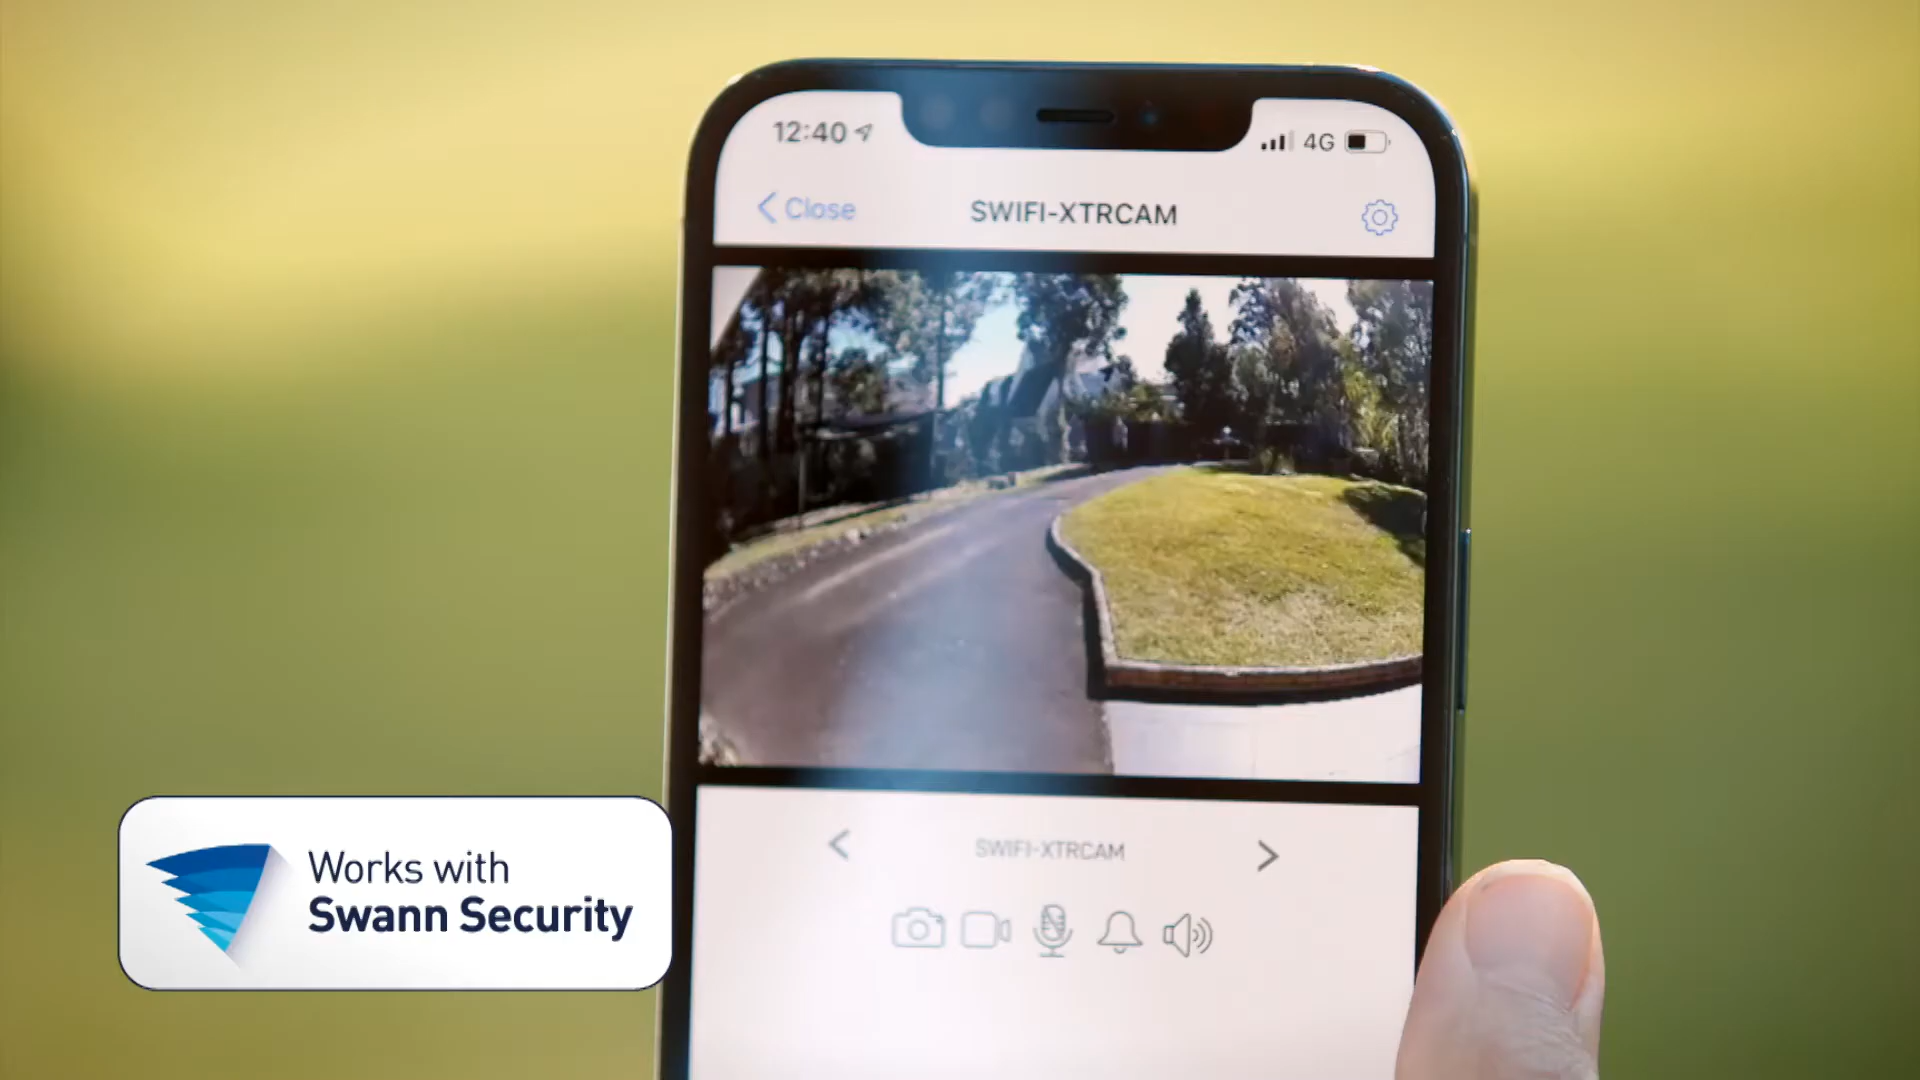 12:40
4G
Close
SWIFI-XTRCAM
SWIFI-XTRCAM
Works with
Swann Security